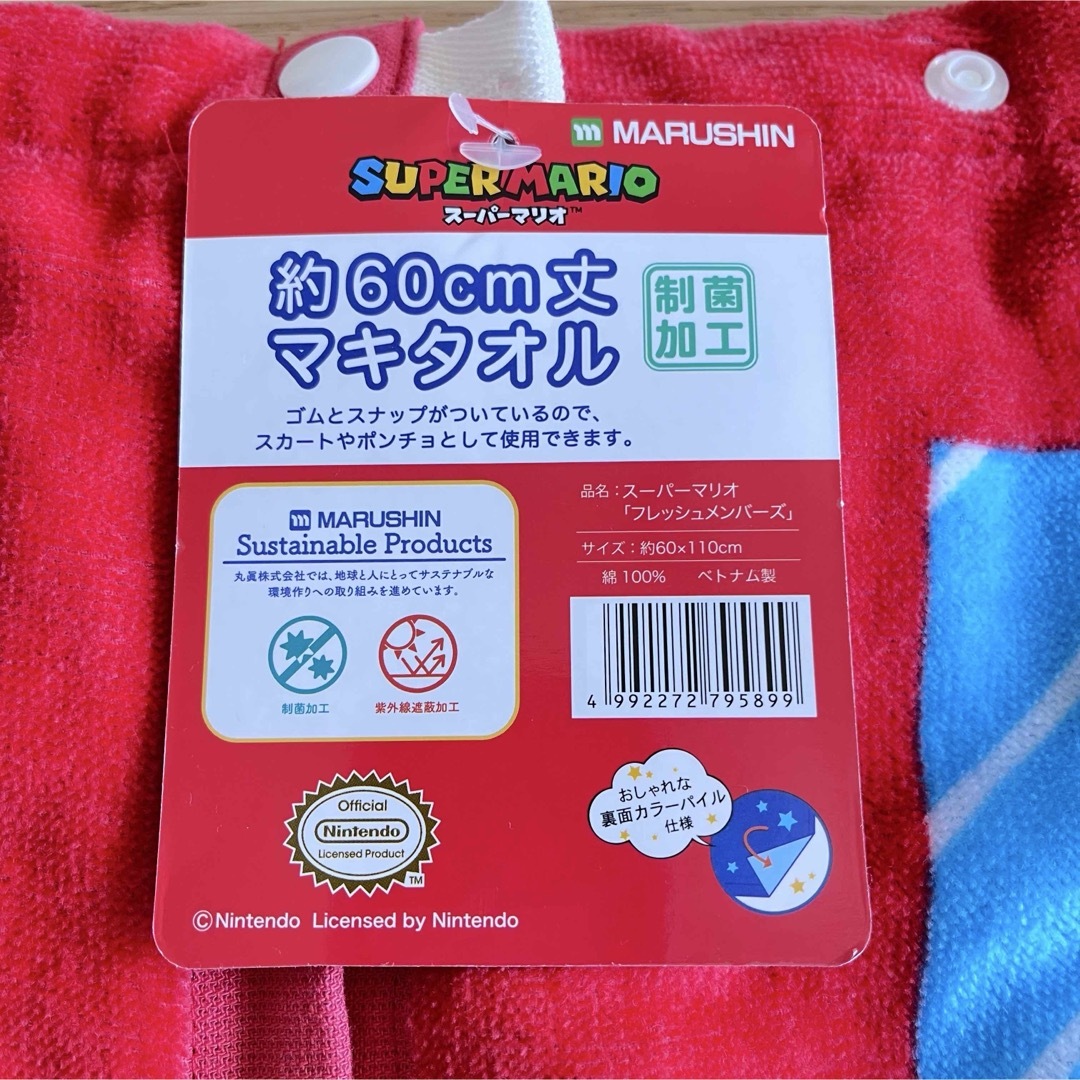 m MARUSHIN
SUPER MARIO
スーパーマリオ™
約60cm丈
マキタオル
制菌
加工
ゴムとスナップがついているので、
スカートやポンチョとして使用できます。
m MARUSHIN
Sustainable Products
丸眞株式会社では、地球と人にとってサステナブルな
環境作りへの取り組みを進めています。
制菌加工
紫外線遮蔽加工
品名：スーパーマリオ
「フレッシュメンバーズ」
サイズ：約60×110cm
綿100% ベトナム製
4 992272 795899
おしゃれな
裏面カラーパイル
仕様
Official
Nintendo
Licensed Product
TM
©Nintendo Licensed by Nintendo